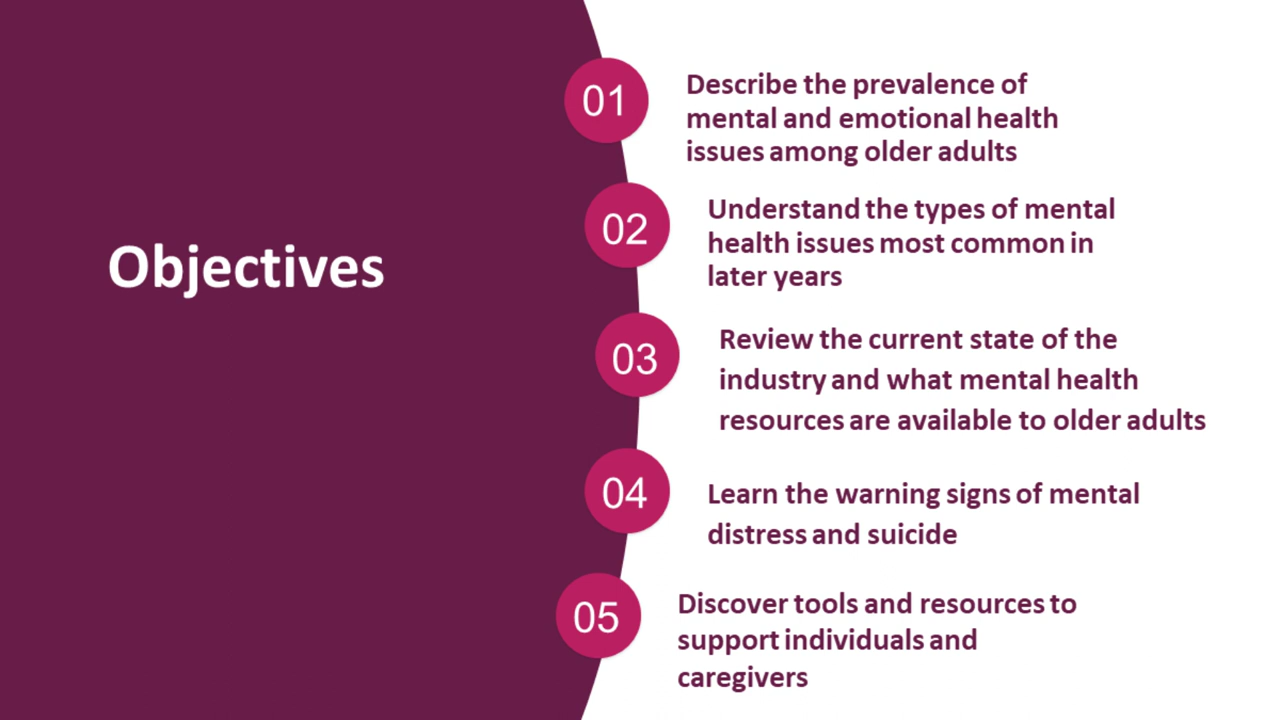 Objectives
01
Describe the prevalence of
mental and emotional health
issues among older adults
02
Understand the types of mental
health issues most common in
later years
03
Review the current state of the
industry and what mental health
resources are available to older adults
04
Learn the warning signs of mental
distress and suicide
05
Discover tools and resources to
support individuals and
caregivers